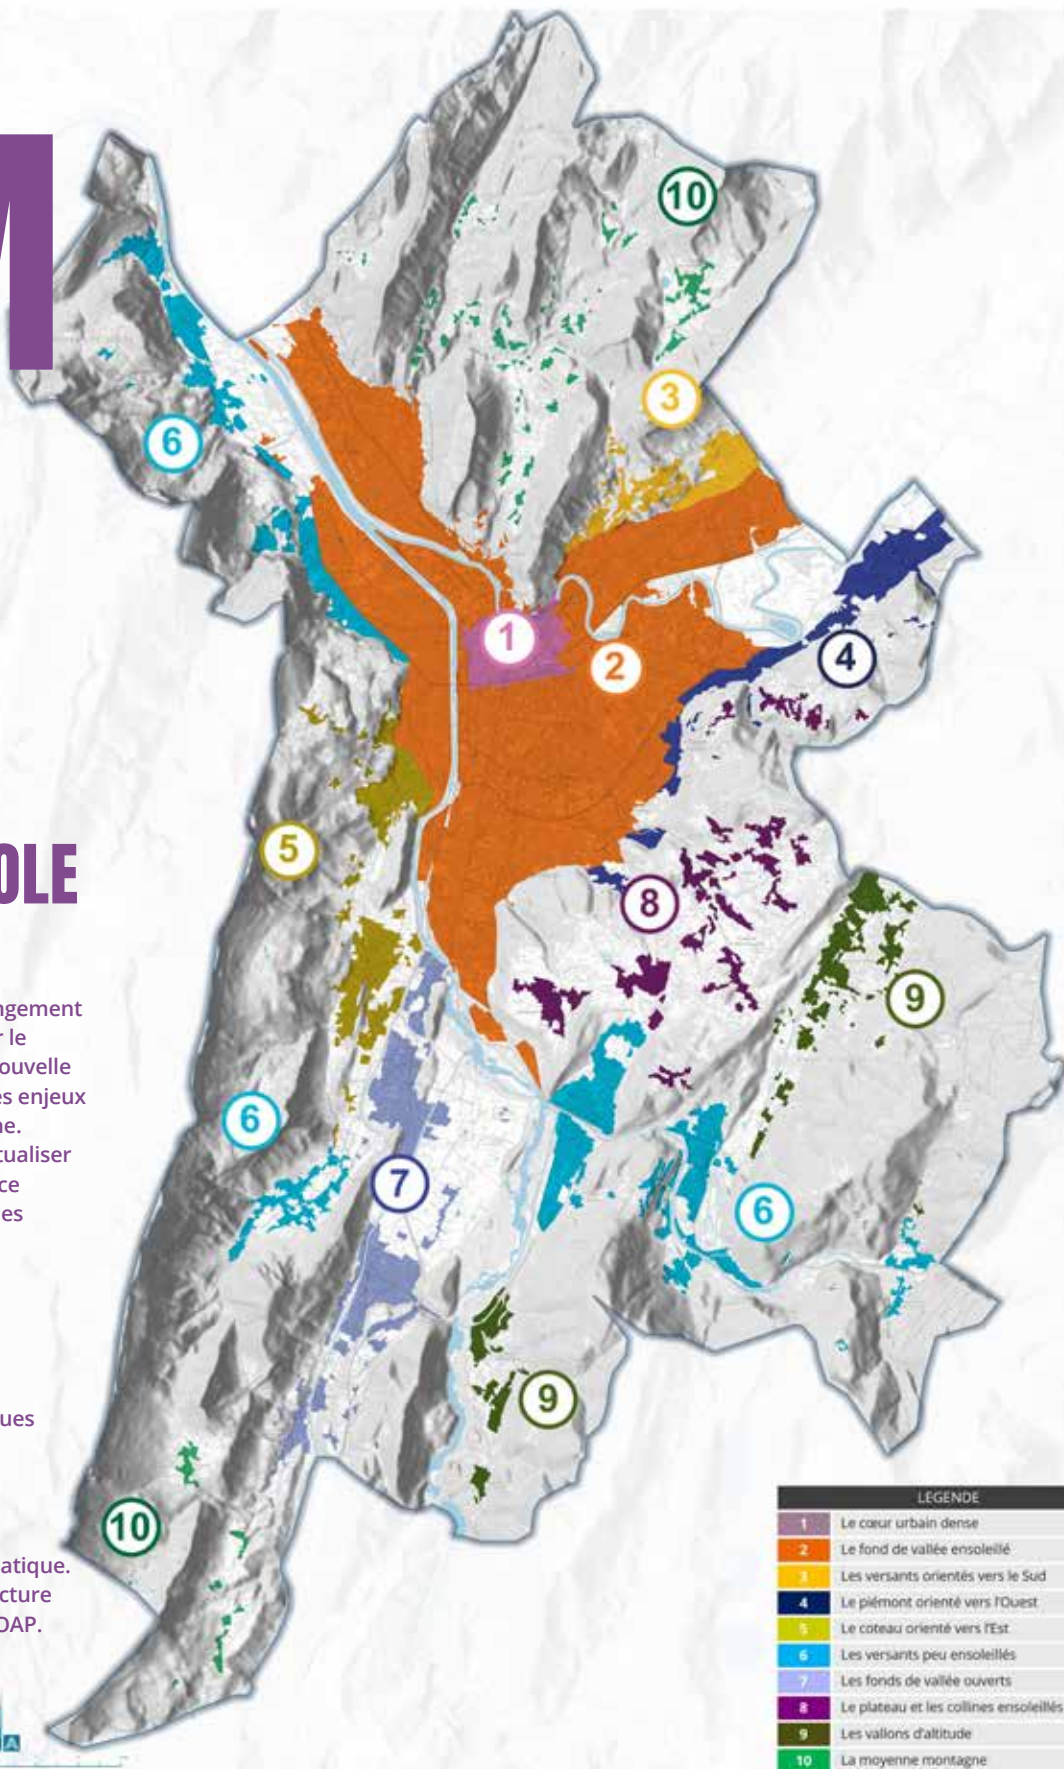 M
OLE
ngement
r le
ouvelle
es enjeux
ne.
tualiser
ce
es
ues
atique.
cture
OAP.
10
3
6
1
2
4
5
8
9
6
7
6
9
10
A
LEGENDE
1 Le cœur urbain dense
2 Le fond de vallée ensoleillé
3 Les versants orientés vers le Sud
4 Le piémont orienté vers l'Ouest
5 Le coteau orienté vers l'Est
6 Les versants peu ensoleillés
7 Les fonds de vallée ouverts
8 Le plateau et les collines ensoleillés
9 Les vallons d'altitude
10 La moyenne montagne